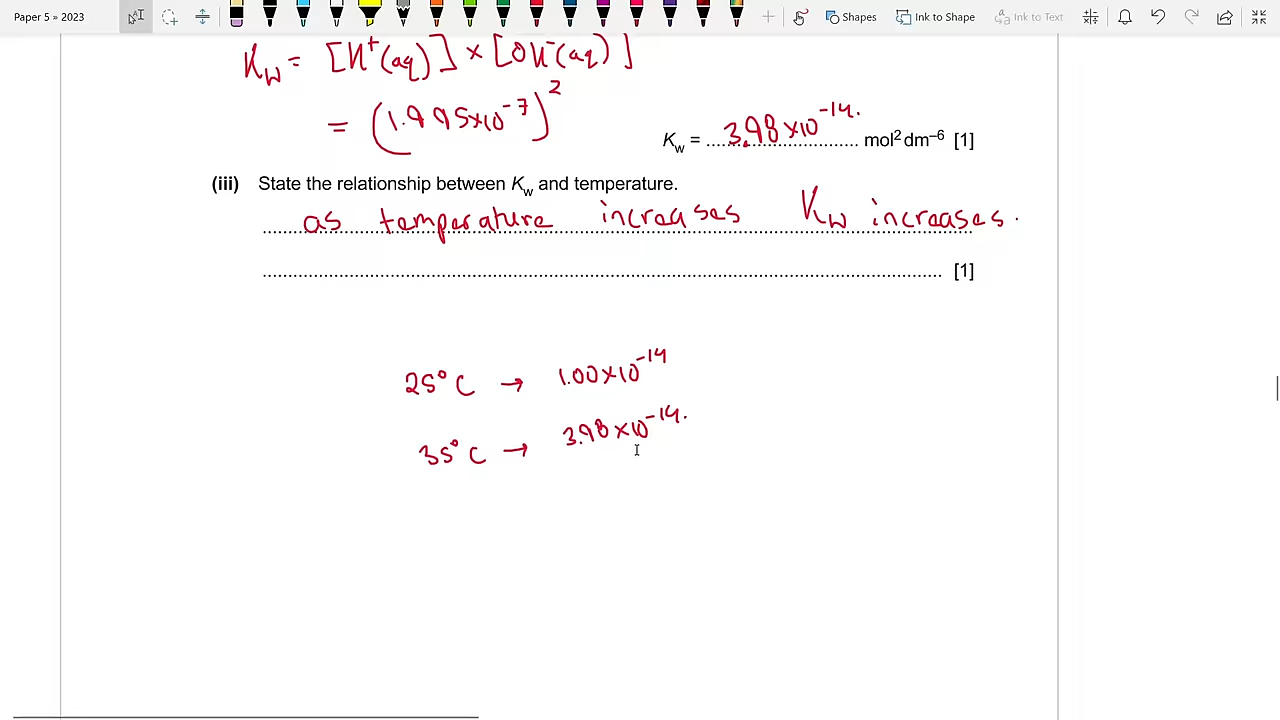 Paper 5 » 2023
Shapes
Ink to Shape
Ink to Text
Kw = [H+(aq)] × [OH-(aq)]
= (1.995×10⁻⁷)²
Kw = 3.98×10⁻¹⁴. mol² dm⁻⁶ [1]
(iii) State the relationship between Kw and temperature.
as temperature increases Kw increases.
[1]
25°C → 1.00×10⁻¹⁴
35°C → 3.98×10⁻¹⁴.